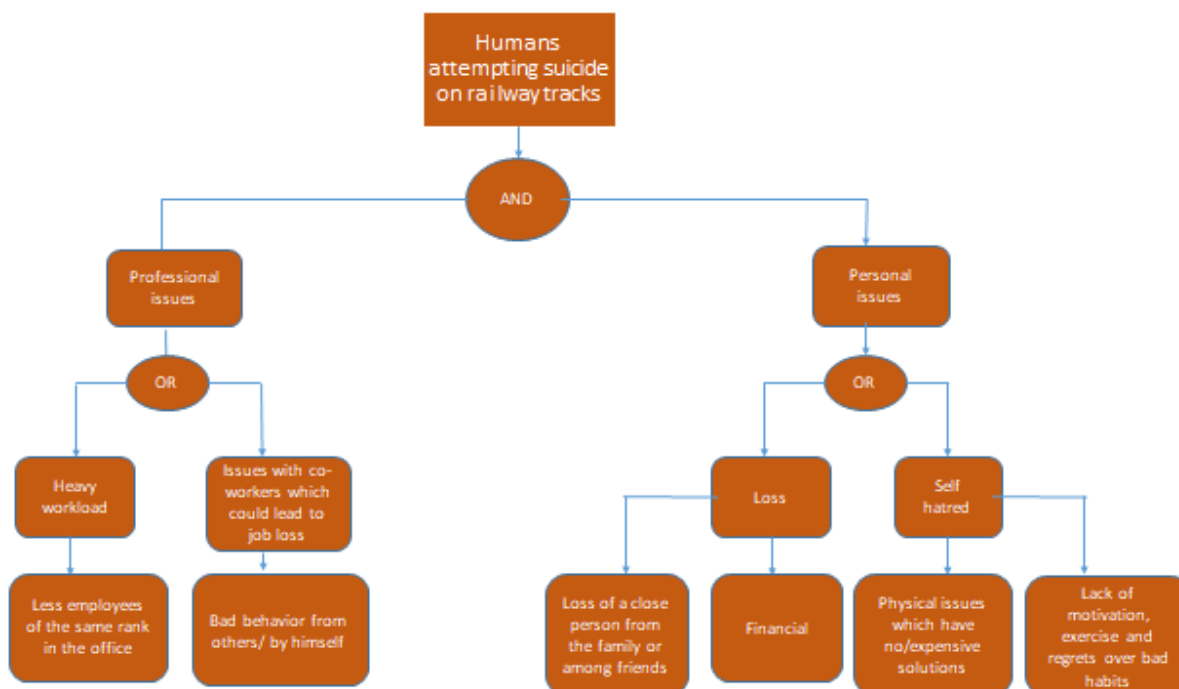 Humans
attempting suicide
on railway tracks
AND
Professional
issues
Personal
issues
OR
OR
Heavy
workload
Issues with co-
workers which
could lead to
job loss
Loss
Self
hatred
Less employees
of the same rank
in the office
Bad behavior from
others/ by himself
Loss of a close
person from
the family or
among friends
Financial
Physical issues
which have
no/expensive
solutions
Lack of
motivation,
exercise and
regrets over bad
habits